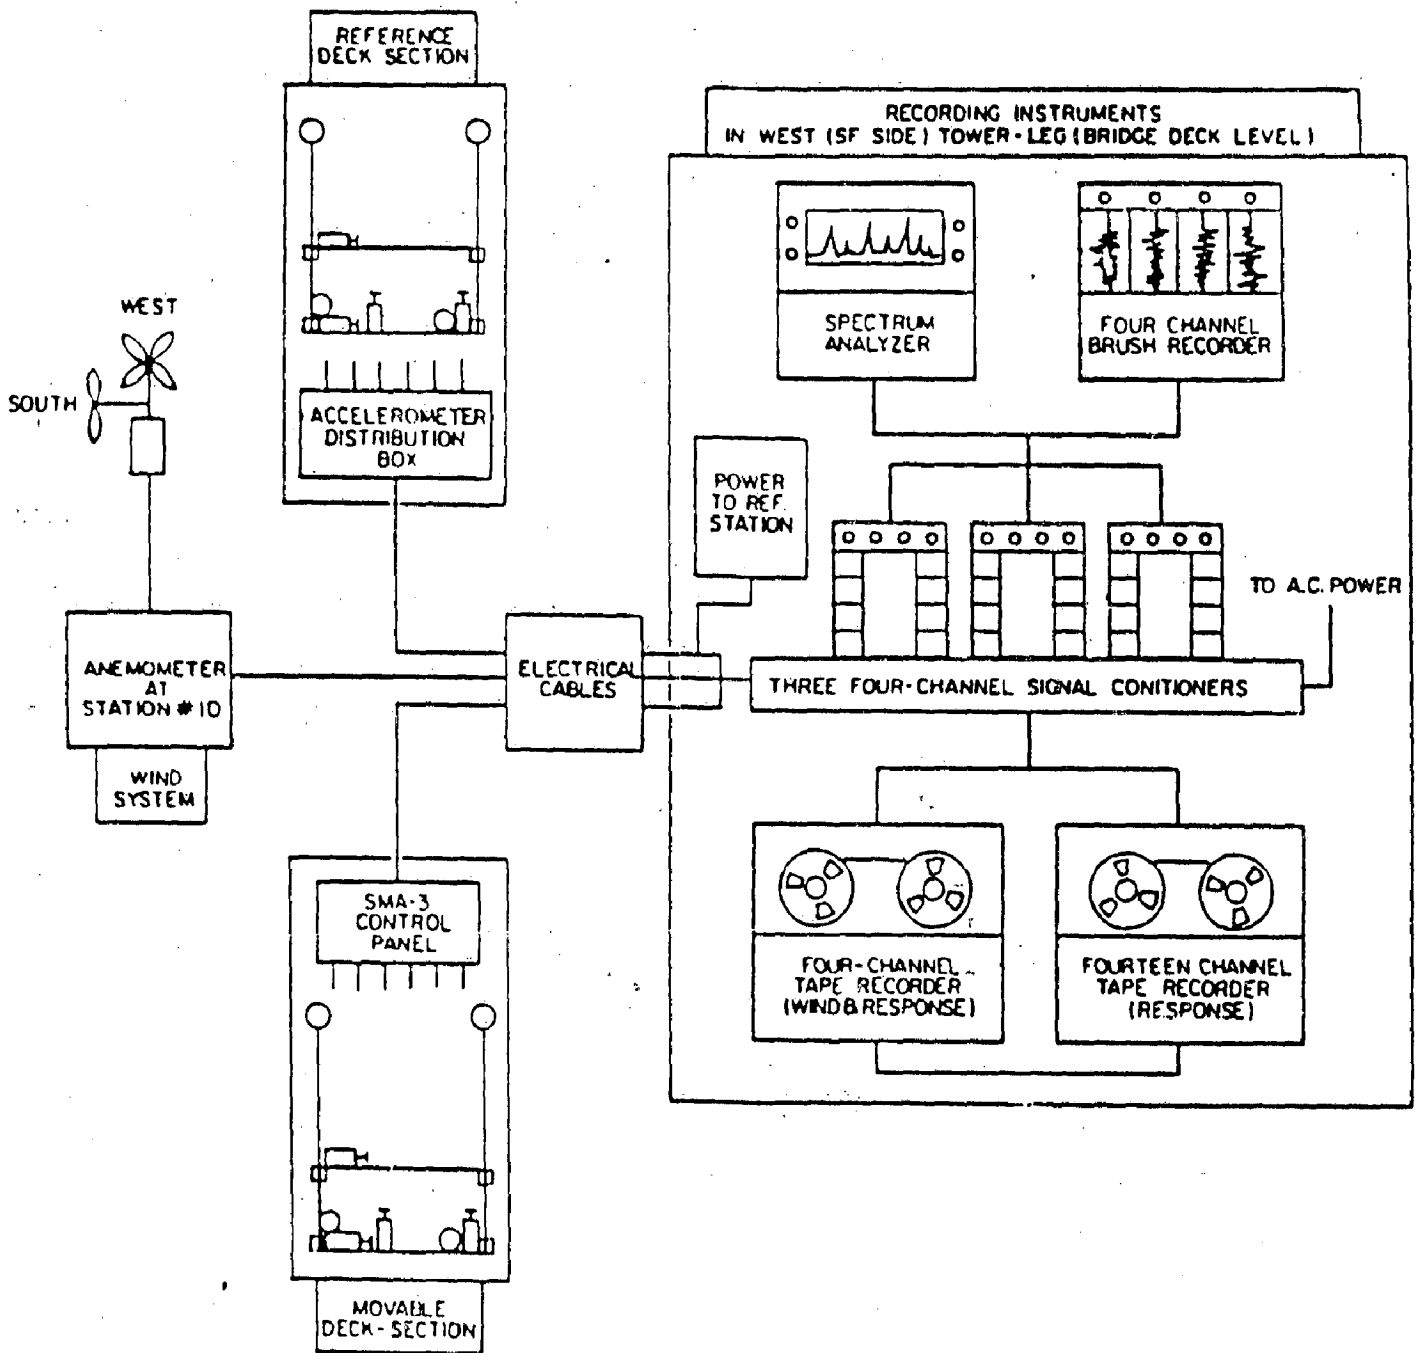 REFERENCE
DECK SECTION
RECORDING INSTRUMENTS
IN WEST (SF SIDE) TOWER-LEG (BRIDGE DECK LEVEL)
SPECTRUM
ANALYZER
FOUR CHANNEL
BRUSH RECORDER
WEST
SOUTH
ACCELEROMETER
DISTRIBUTION
BOX
POWER
TO REF.
STATION
TO A.C. POWER
ANEMOMETER
AT
STATION #10
WIND
SYSTEM
ELECTRICAL
CABLES
THREE FOUR-CHANNEL SIGNAL CONITIONERS
SMA-3
CONTROL
PANEL
FOUR-CHANNEL
TAPE RECORDER
(WIND & RESPONSE)
FOURTEEN CHANNEL
TAPE RECORDER
(RESPONSE)
MOVABLE
DECK-SECTION